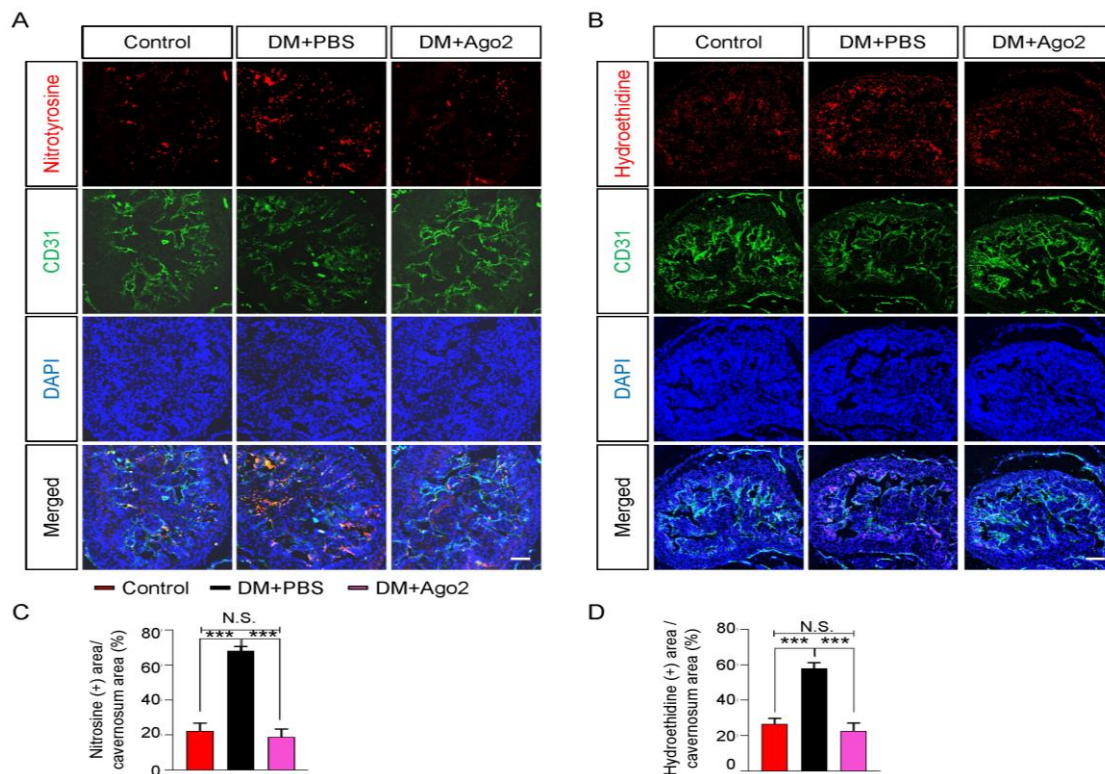 A
B
Control DM+PBS DM+Ago2
Control DM+PBS DM+Ago2
Nitrotyrosine
Hydroethidine
CD31
CD31
DAPI
DAPI
Merged
Merged
Control DM+PBS DM+Ago2
C
D
N.S.
*** ***
Nitrosine (+) area/
cavernosum area (%)
80
60
40
20
0
N.S.
*** ***
Hydroethidine (+) area /
cavernosum area (%)
80
60
40
20
0